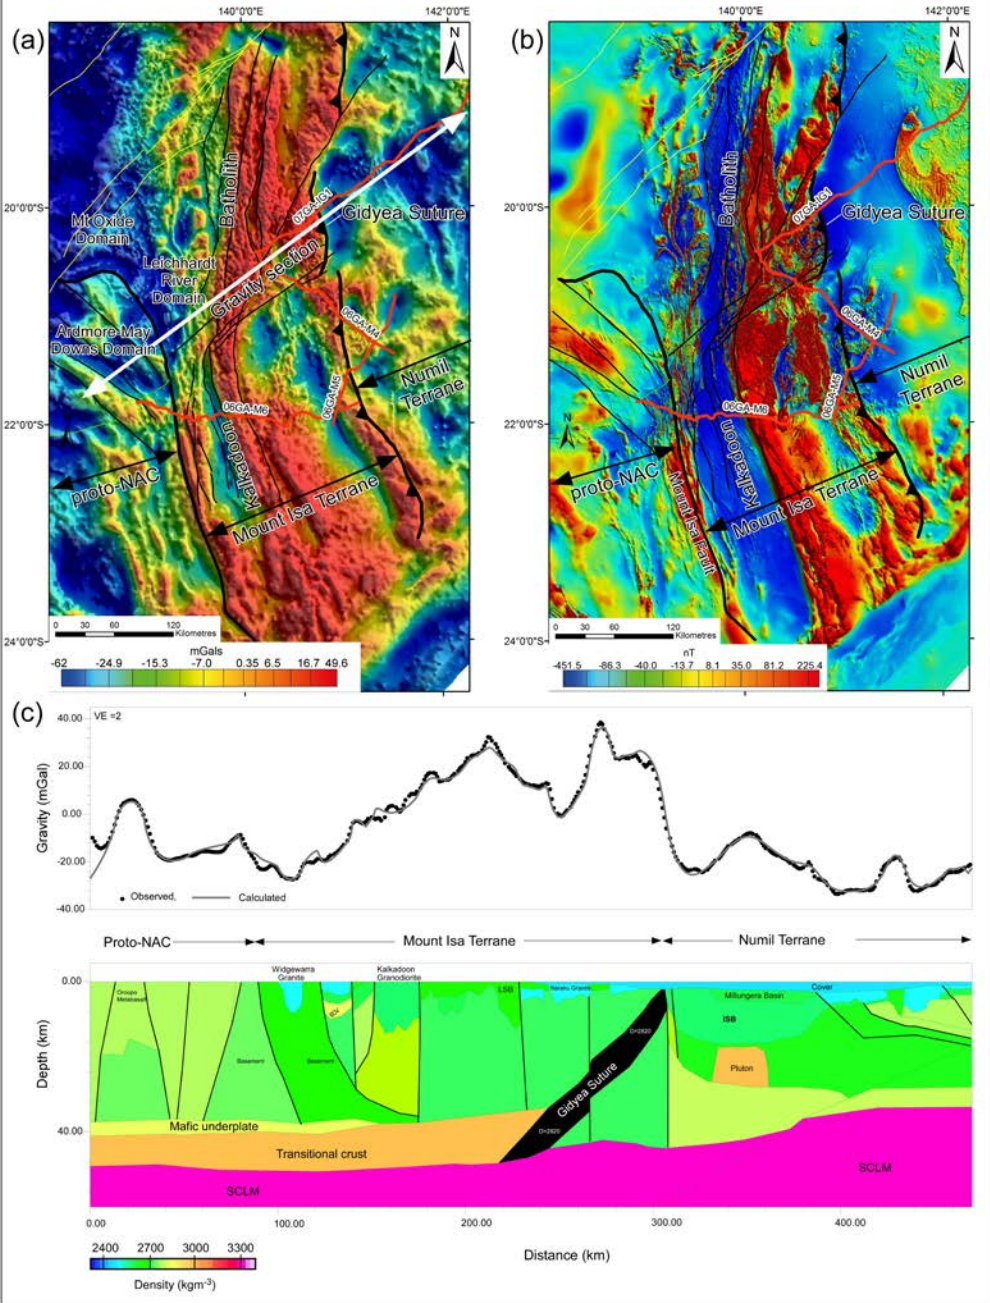 (a)
140°0'0"E
142°0'0"E
N
20°0'0"S
22°0'0"S
24°0'0"S
Batholith
07GA-IG1
Gidyea Suture
Mt Oxide
Domain
Leichhardt
River
Domain
Gravity section
Ardmore-May
Downs Domain
06GA-M4
06GA-M5
06GA-M6
Numil
Terrane
Kalkadoon
proto-NAC
Mount Isa Terrane
0 30 60 120
Kilometres
mGals
-62 -24.9 -15.3 -7.0 0.35 6.5 16.7 49.6
(b)
140°0'0"E
142°0'0"E
N
20°0'0"S
22°0'0"S
24°0'0"S
Batholith
07GA-IG1
Gidyea Suture
06GA-M4
06GA-M5
06GA-M6
Numil
Terrane
N
Kalkadoon
proto-NAC
Mount Isa Fault
Mount Isa Terrane
0 30 60 120
Kilometres
nT
-451.5 -86.3 -40.0 -13.7 8.1 35.0 81.2 225.4
(c)
VE =2
40.00
20.00
0.00
-20.00
-40.00
Gravity (mGal)
Observed, Calculated
Proto-NAC Mount Isa Terrane Numil Terrane
Widgewarra
Granite
Kalkadoon
Granodiorite
0.00
40.00
Depth (km)
LSB
Naraku Granite
Cover
Millungera Basin
ISB
D=2820
Basement
Basement
Pluton
Gidyea Suture
D=2820
Mafic underplate
Transitional crust
SCLM
SCLM
0.00 100.00 200.00 300.00 400.00
Distance (km)
2400 2700 3000 3300
Density (kgm-3)